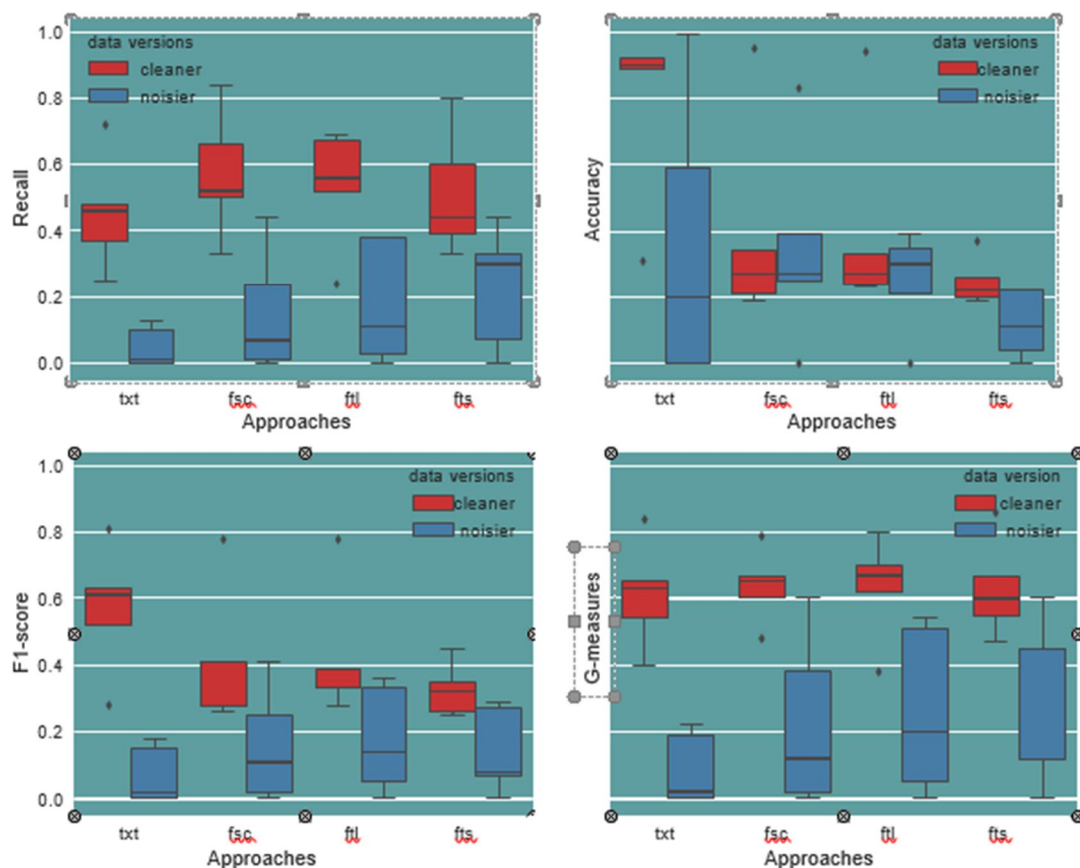 Recall
1.0
0.8
0.6
0.4
0.2
0.0
data versions
cleaner
noisier
txt
fsc
ftl
fts
Approaches
Accuracy
data versions
cleaner
noisier
txt
fsc
ftl
fts
Approaches
F1-score
1.0
0.8
0.6
0.4
0.2
0.0
data versions
cleaner
noisier
txt
fsc
ftl
fts
Approaches
G-measures
data version
cleaner
noisier
txt
fsc
ftl
fts
Approaches